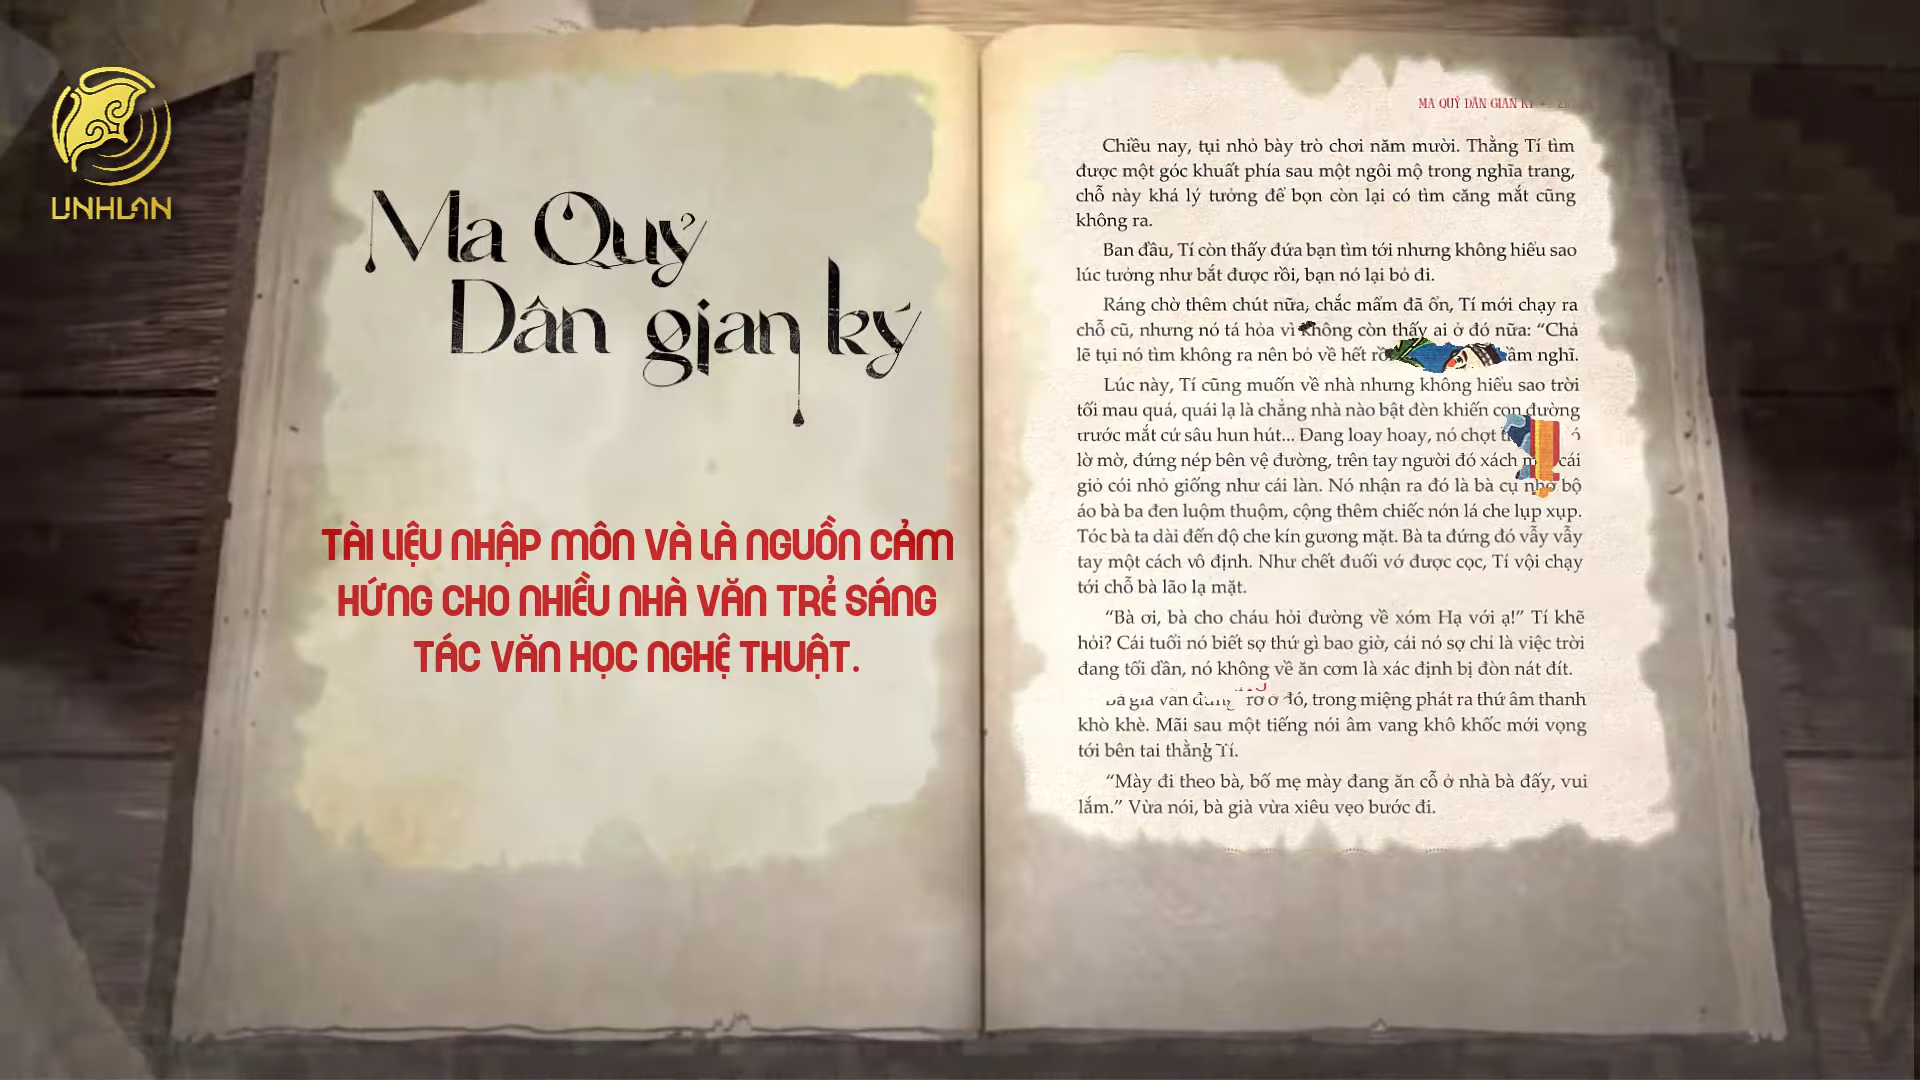 LINHLAN
Ma Quỷ
Dân gian ký
TÀI LIỆU NHẬP MÔN VÀ LÀ NGUỒN CẢM
HỨNG CHO NHIỀU NHÀ VĂN TRẺ SÁNG
TÁC VĂN HỌC NGHỆ THUẬT.
MA QUỶ DÂN GIAN KÝ
Chiều nay, tụi nhỏ bày trò chơi năm mười. Thằng Tí tìm
được một góc khuất phía sau một ngôi mộ trong nghĩa trang,
chỗ này khá lý tưởng để bọn còn lại có tìm căng mắt cũng
không ra.
Ban đầu, Tí còn thấy đứa bạn tìm tới nhưng không hiểu sao
lúc tưởng như bắt được rồi, bạn nó lại bỏ đi.
Ráng chờ thêm chút nữa, chắc mẩm đã ổn, Tí mới chạy ra
chỗ cũ, nhưng nó tá hỏa vì không còn thấy ai ở đó nữa: “Chả
lẽ tụi nó tìm không ra nên bỏ về hết nghĩ.
Lúc này, Tí cũng muốn về nhà nhưng không hiểu sao trời
tối mau quá, quái lạ là chẳng nhà nào bật đèn khiến con đường
trước mắt cứ sâu hun hút... Đang loay hoay, nó chợt
lờ mờ, đứng nép bên vệ đường, trên tay người đó xách cái
giỏ cói nhỏ giống như cái làn. Nó nhận ra đó là bà cụ nhờ bộ
áo bà ba đen luộm thuộm, cộng thêm chiếc nón lá che lụp xụp.
Tóc bà ta dài đến độ che kín gương mặt. Bà ta đứng đó vẫy vẫy
tay một cách vô định. Như chết đuối vớ được cọc, Tí vội chạy
tới chỗ bà lão lạ mặt.
“Bà ơi, bà cho cháu hỏi đường về xóm Hạ với ạ!” Tí khẽ
hỏi? Cái tuổi nó biết sợ thứ gì bao giờ, cái nó sợ chỉ là việc trời
đang tối dần, nó không về ăn cơm là xác định bị đòn nát đít.
Bà già vẫn ở đó, trong miệng phát ra thứ âm thanh
khò khè. Mãi sau một tiếng nói âm vang khô khốc mới vọng
tới bên tai thằng Tí.
“Mày đi theo bà, bố mẹ mày đang ăn cỗ ở nhà bà đấy, vui
lắm.” Vừa nói, bà già vừa xiêu vẹo bước đi.